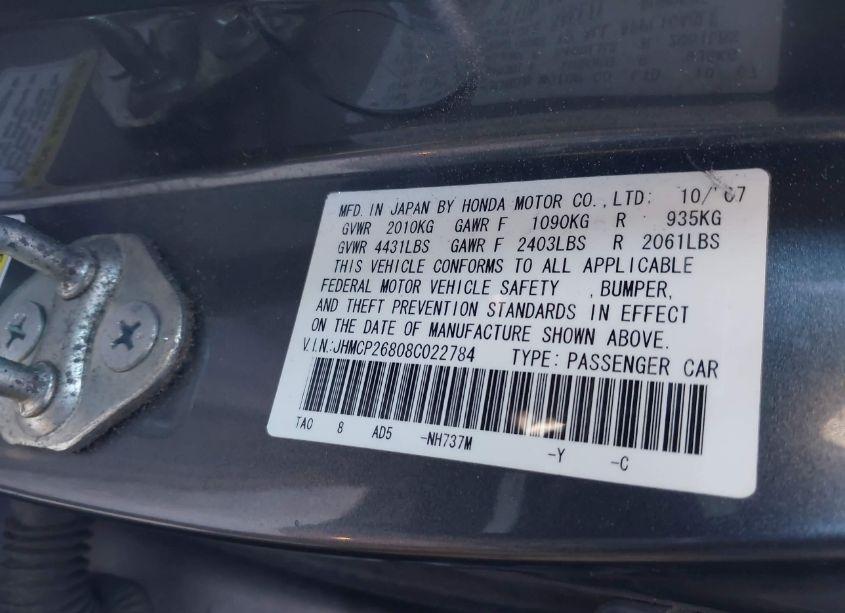 MFD. IN JAPAN BY HONDA MOTOR CO.,LTD: 10/'07
GVWR 2010KG GAWR F 1090KG R 935KG
GVWR 4431LBS GAWR F 2403LBS R 2061LBS
THIS VEHICLE CONFORMS TO ALL APPLICABLE
FEDERAL MOTOR VEHICLE SAFETY ,BUMPER,
AND THEFT PREVENTION STANDARDS IN EFFECT
ON THE DATE OF MANUFACTURE SHOWN ABOVE.
V.I.N.:JHMCP26808C022784 TYPE:PASSENGER CAR
TA0 8 AD5 -NH737M -Y -C